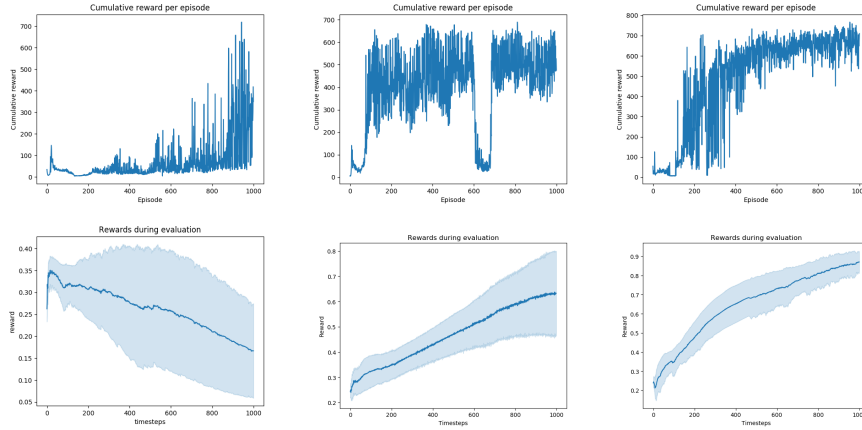 Cumulative reward per episode
Cumulative reward
700
600
500
400
300
200
100
0
0 200 400 600 800 1000
Episode
Cumulative reward per episode
Cumulative reward
700
600
500
400
300
200
100
0
0 200 400 600 800 1000
Episode
Cumulative reward per episode
Cumulative reward
800
700
600
500
400
300
200
100
0
0 200 400 600 800 1000
Episode
Rewards during evaluation
reward
0.40
0.35
0.30
0.25
0.20
0.15
0.10
0.05
0 200 400 600 800 1000
timesteps
Rewards during evaluation
Reward
0.8
0.7
0.6
0.5
0.4
0.3
0.2
0 200 400 600 800 1000
Timesteps
Rewards during evaluation
Reward
0.9
0.8
0.7
0.6
0.5
0.4
0.3
0.2
0 200 400 600 800 1000
Timesteps